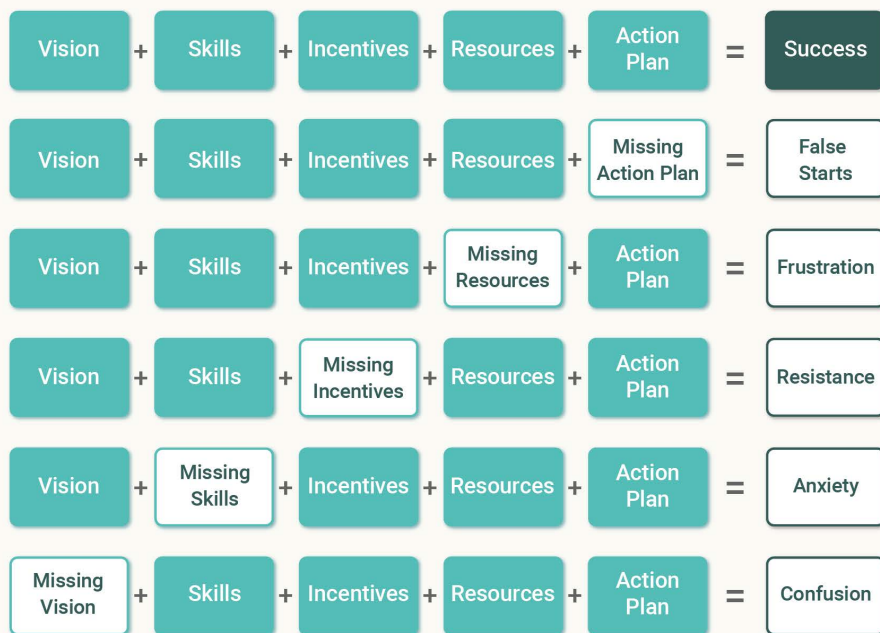 Vision + Skills + Incentives + Resources + Action Plan = Success
Vision + Skills + Incentives + Resources + Missing Action Plan = False Starts
Vision + Skills + Incentives + Missing Resources + Action Plan = Frustration
Vision + Skills + Missing Incentives + Resources + Action Plan = Resistance
Vision + Missing Skills + Incentives + Resources + Action Plan = Anxiety
Missing Vision + Skills + Incentives + Resources + Action Plan = Confusion